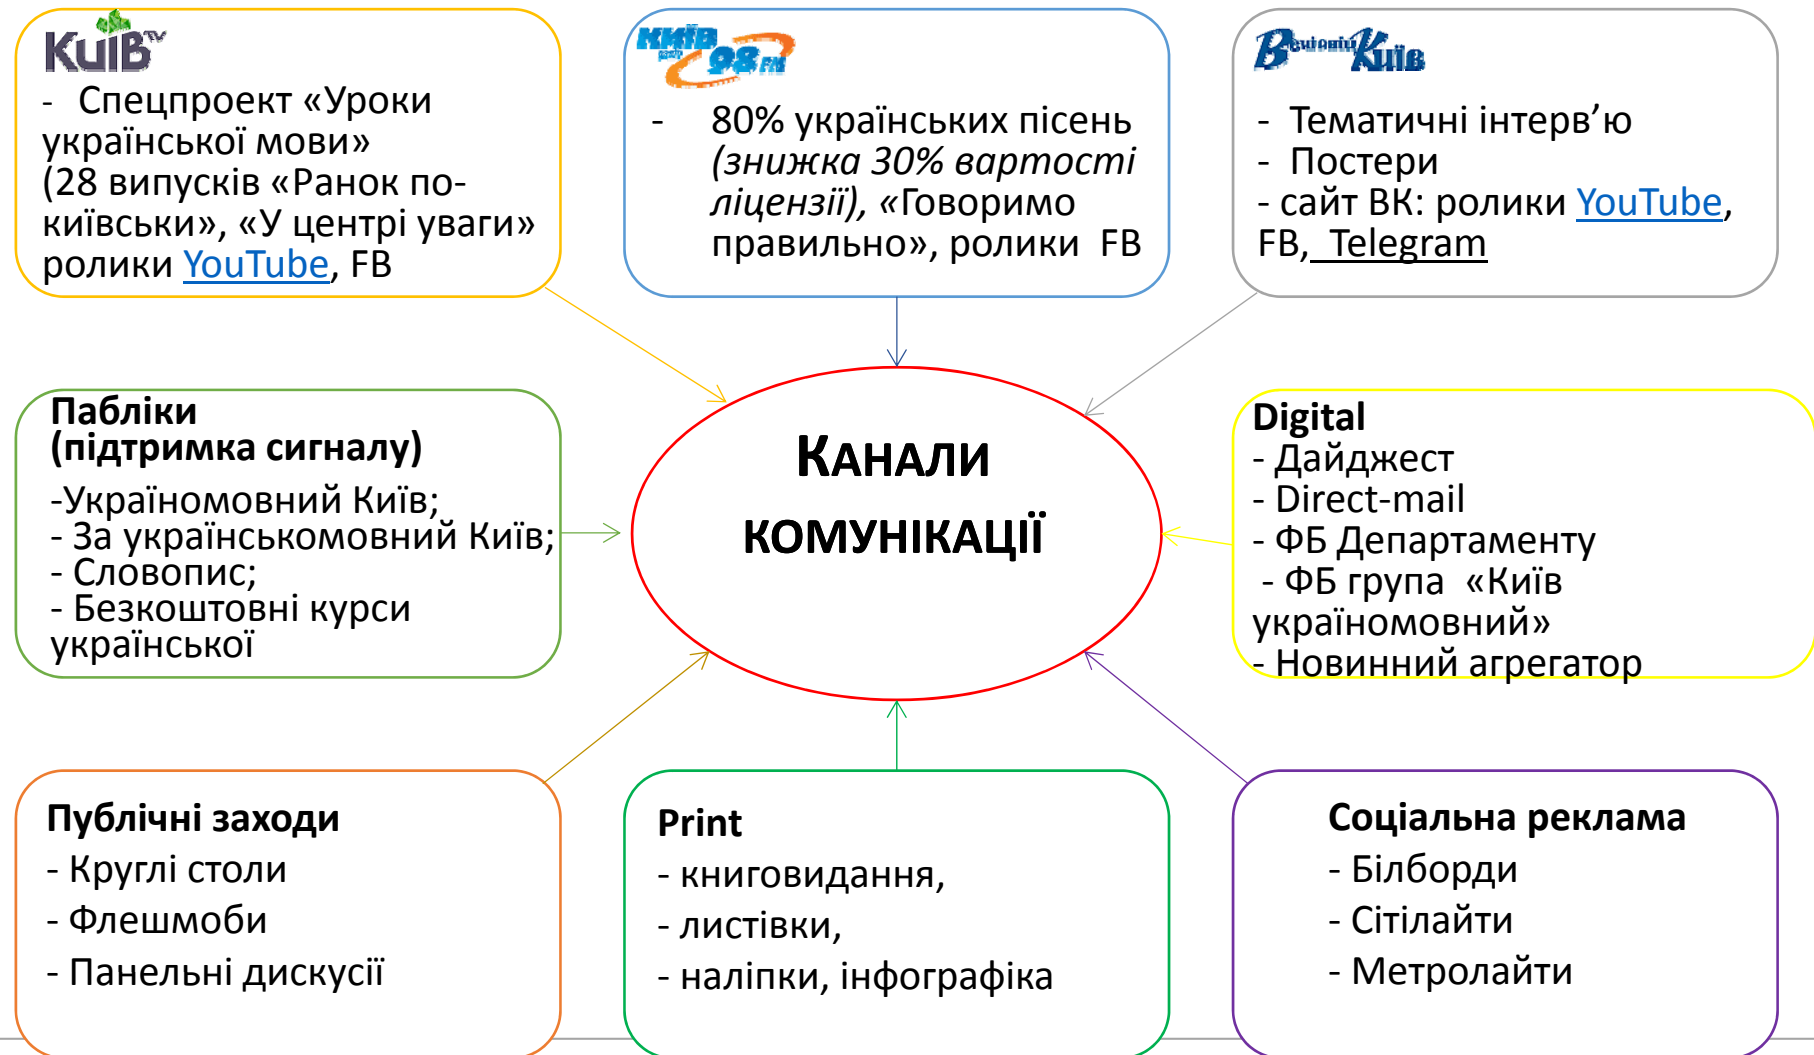 КиїВ TV
- Спецпроект «Уроки
української мови»
(28 випусків «Ранок по-
київськи», «У центрі уваги»
ролики YouTube, FB
КИЇВ
98 FM
- 80% українських пісень
(знижка 30% вартості
ліцензії), «Говоримо
правильно», ролики FB
Вечірній Київ
- Тематичні інтерв’ю
- Постери
- сайт ВК: ролики YouTube,
FB, Telegram
Пабліки
(підтримка сигналу)
-Україномовний Київ;
- За українськомовний Київ;
- Словопис;
- Безкоштовні курси
української
Канали
комунікації
Digital
- Дайджест
- Direct-mail
- ФБ Департаменту
- ФБ група «Київ
україномовний»
- Новинний агрегатор
Публічні заходи
- Круглі столи
- Флешмоби
- Панельні дискусії
Print
- книговидання,
- листівки,
- наліпки, інфографіка
Соціальна реклама
- Білборди
- Сітілайти
- Метролайти